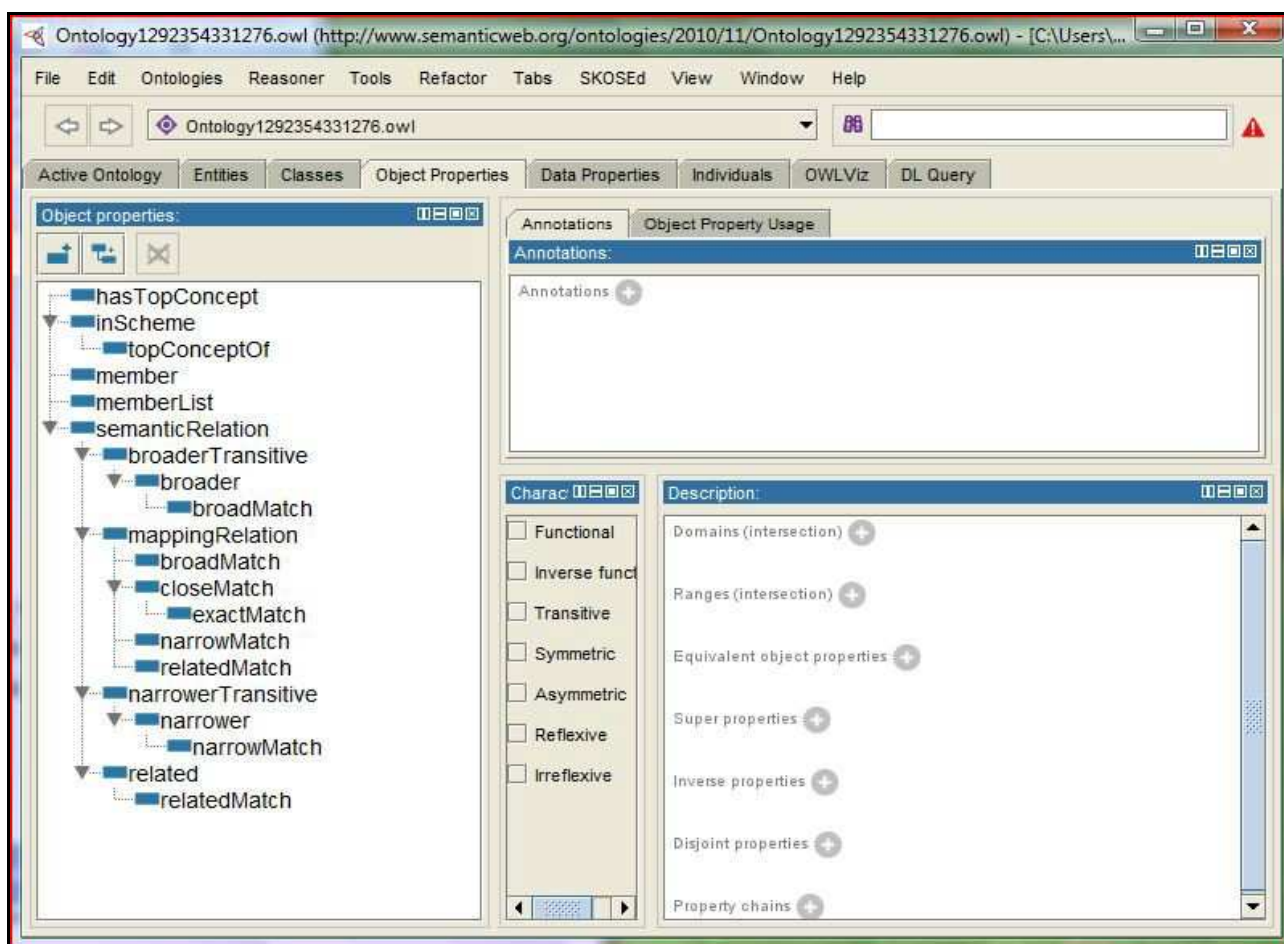 Ontology1292354331276.owl (http://www.semanticweb.org/ontologies/2010/11/Ontology1292354331276.owl) - [C:\Users\...
File Edit Ontologies Reasoner Tools Refactor Tabs SKOSEd View Window Help
Ontology1292354331276.owl
Active Ontology Entities Classes Object Properties Data Properties Individuals OWLViz DL Query
Object properties:
hasTopConcept
inScheme
topConceptOf
member
memberList
semanticRelation
broaderTransitive
broader
broadMatch
mappingRelation
broadMatch
closeMatch
exactMatch
narrowMatch
relatedMatch
narrowerTransitive
narrower
narrowMatch
related
relatedMatch
Annotations Object Property Usage
Annotations:
Annotations
Charac
Functional
Inverse funct
Transitive
Symmetric
Asymmetric
Reflexive
Irreflexive
Description:
Domains (intersection)
Ranges (intersection)
Equivalent object properties
Super properties
Inverse properties
Disjoint properties
Property chains